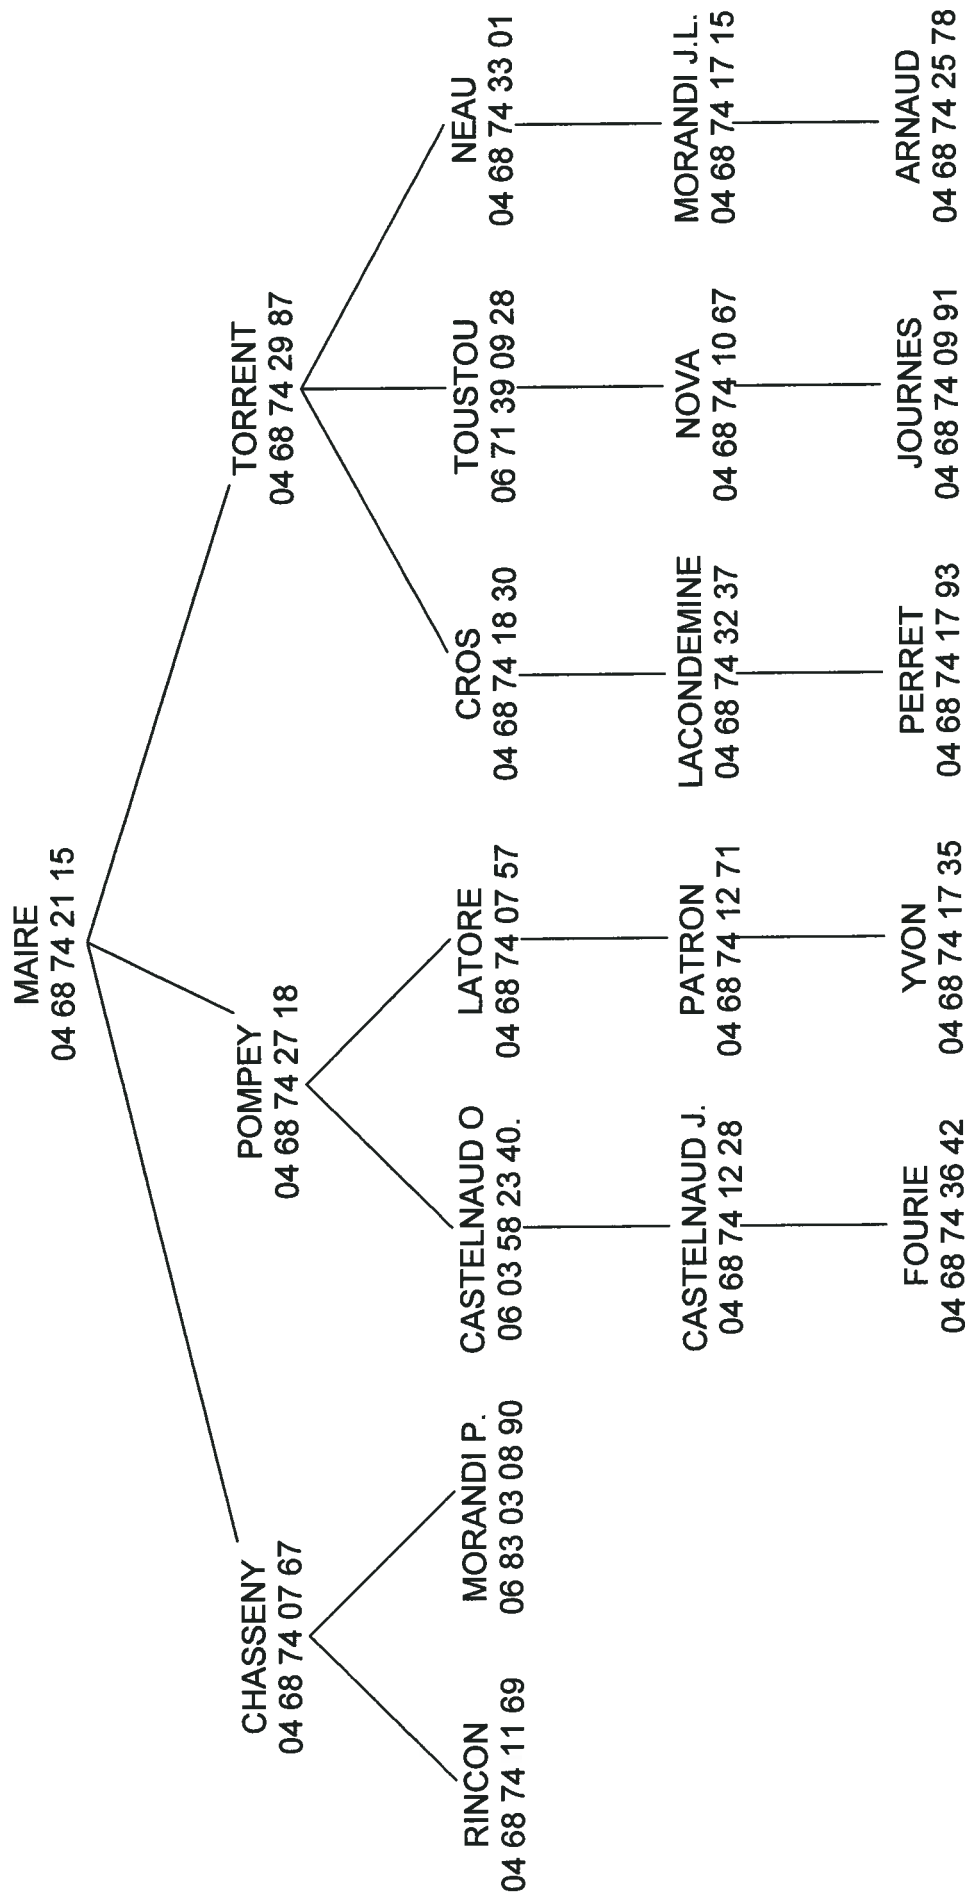 MAIRE
04 68 74 21 15
CHASSENY
04 68 74 07 67
POMPEY
04 68 74 27 18
TORRENT
04 68 74 29 87
RINCON
04 68 74 11 69
MORANDI P.
06 83 03 08 90
CASTELNAUD O
06 03 58 23 40.
LATORE
04 68 74 07 57
CROS
04 68 74 18 30
TOUSTOU
06 71 39 09 28
NEAU
04 68 74 33 01
CASTELNAUD J.
04 68 74 12 28
PATRON
04 68 74 12 71
LACONDEMINE
04 68 74 32 37
NOVA
04 68 74 10 67
MORANDI J.L.
04 68 74 17 15
FOURIE
04 68 74 36 42
YVON
04 68 74 17 35
PERRET
04 68 74 17 93
JOURNES
04 68 74 09 91
ARNAUD
04 68 74 25 78